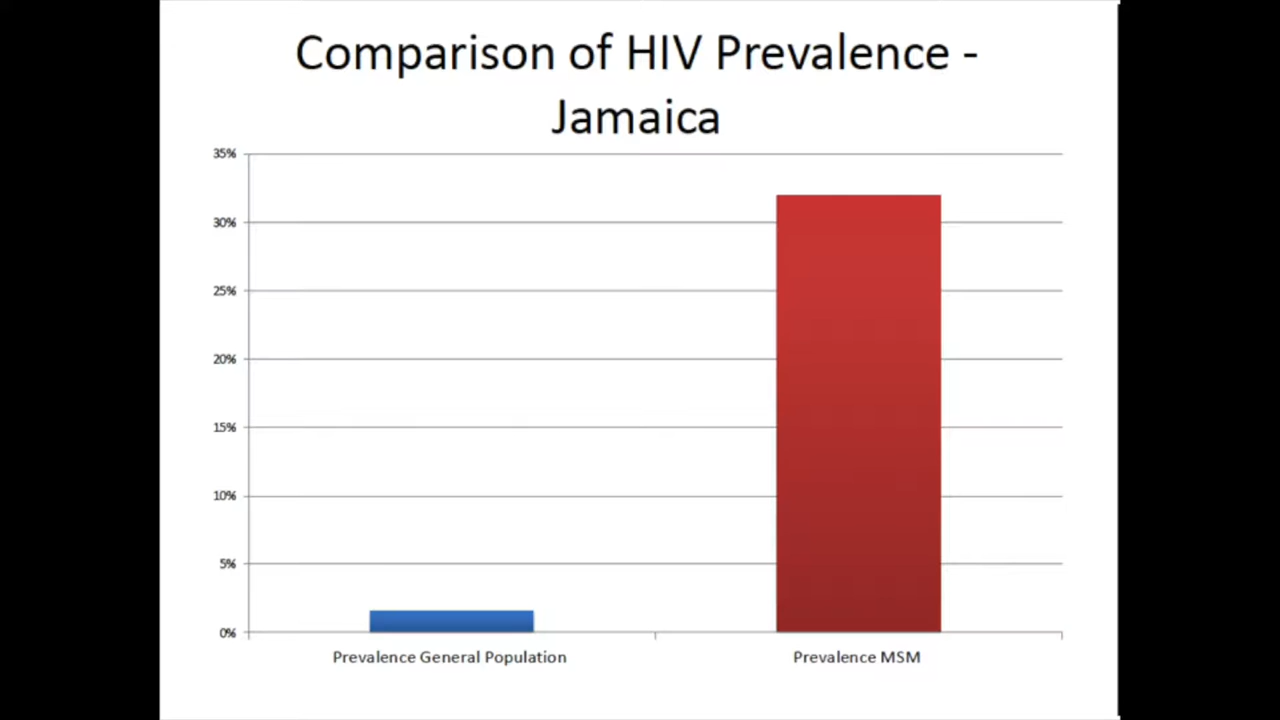 Comparison of HIV Prevalence -
Jamaica
35%
30%
25%
20%
15%
10%
5%
0%
Prevalence General Population
Prevalence MSM